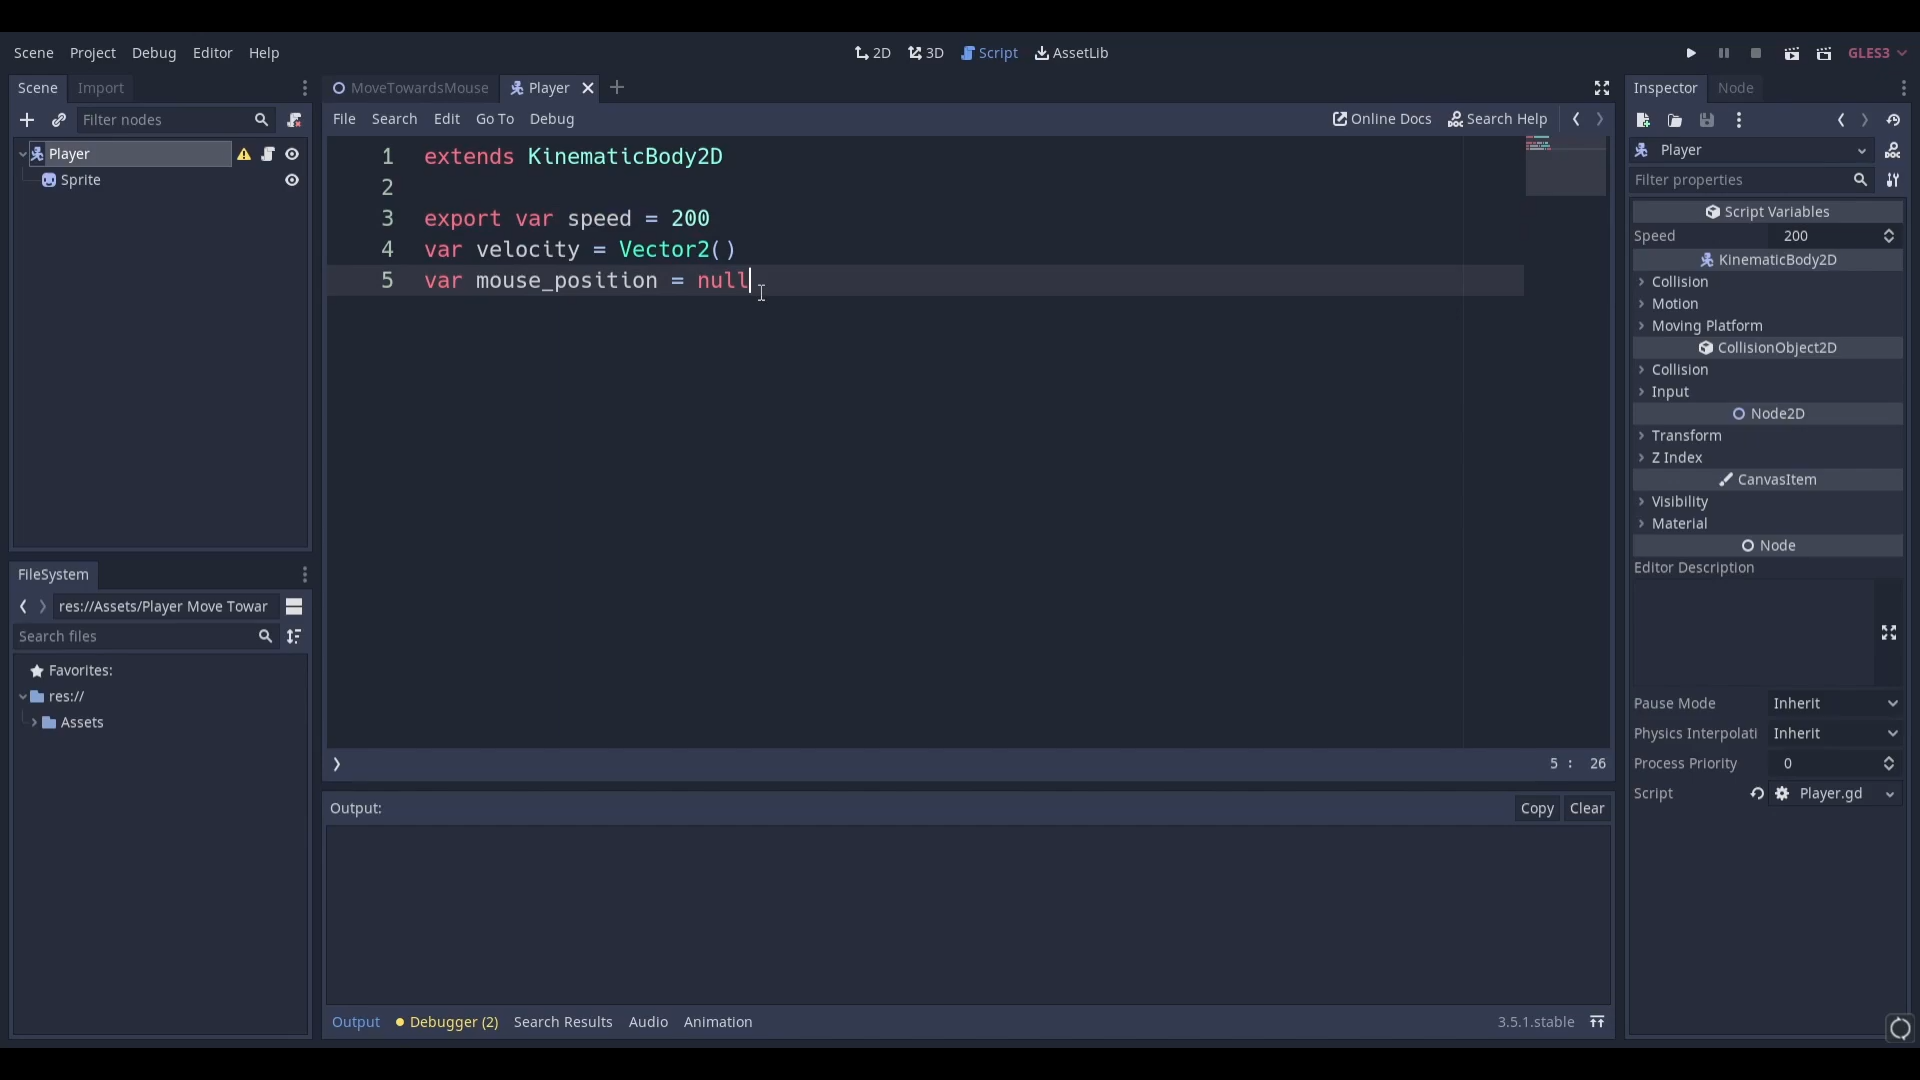 Scene Project Debug Editor Help
2D 3D Script AssetLib
GLES3
Scene Import
Filter nodes
Player
Sprite
FileSystem
res://Assets/Player Move Towar
Search files
Favorites:
res://
Assets
MoveTowardsMouse Player
File Search Edit Go To Debug
Online Docs Search Help
1 extends KinematicBody2D
2
3 export var speed = 200
4 var velocity = Vector2()
5 var mouse_position = null
5 : 26
Output:
Copy Clear
Output Debugger (2) Search Results Audio Animation
3.5.1.stable
Inspector Node
Player
Filter properties
Script Variables
Speed 200
KinematicBody2D
Collision
Motion
Moving Platform
CollisionObject2D
Collision
Input
Node2D
Transform
Z Index
CanvasItem
Visibility
Material
Node
Editor Description
Pause Mode Inherit
Physics Interpolati Inherit
Process Priority 0
Script Player.gd